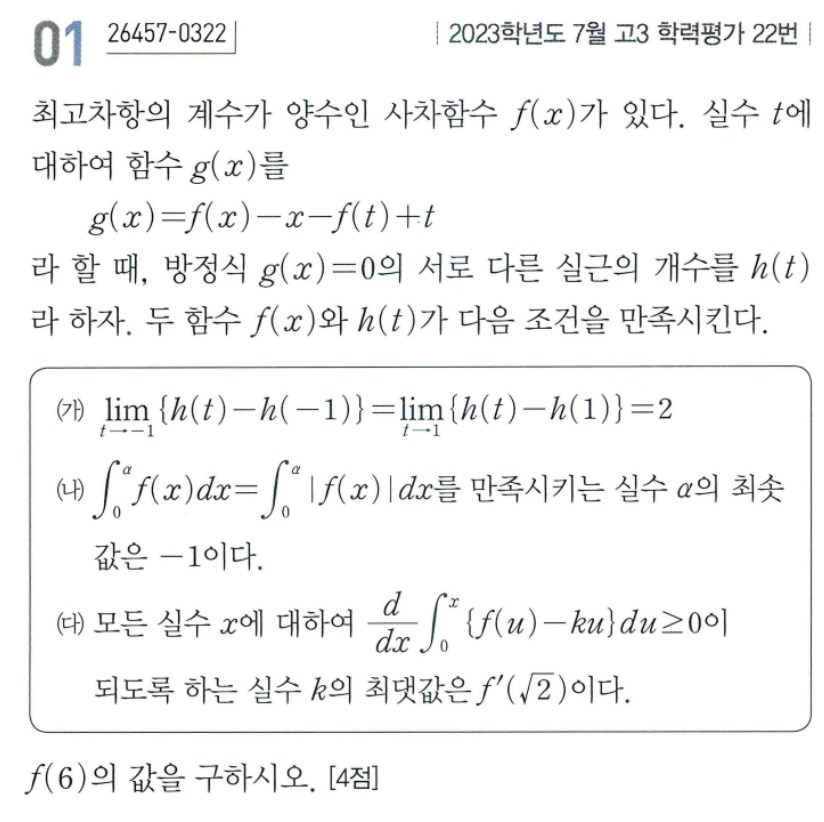 01 26457-0322 | 2023학년도 7월 고3 학력평가 22번 |
최고차항의 계수가 양수인 사차함수 f(x)가 있다. 실수 t에
대하여 함수 g(x)를
g(x)=f(x)-x-f(t)+t
라 할 때, 방정식 g(x)=0의 서로 다른 실근의 개수를 h(t)
라 하자. 두 함수 f(x)와 h(t)가 다음 조건을 만족시킨다.
㈎ lim_{t→-1}{h(t)-h(-1)}=lim_{t→1}{h(t)-h(1)}=2
㈏ ∫_0^α f(x)dx=∫_0^α |f(x)|dx를 만족시키는 실수 α의 최솟
값은 -1이다.
㈐ 모든 실수 x에 대하여 d/dx ∫_0^x {f(u)-ku}du≥0이
되도록 하는 실수 k의 최댓값은 f′(√2)이다.
f(6)의 값을 구하시오. [4점]